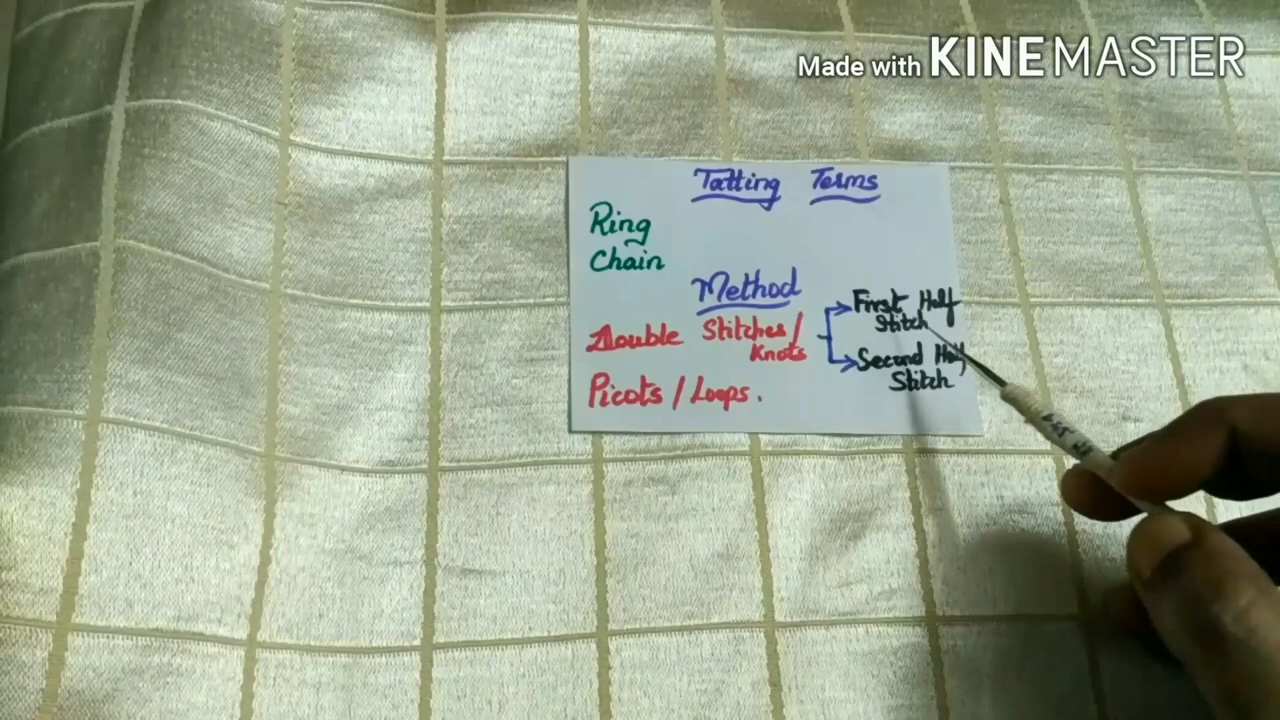 Made with KINEMASTER
Tatting Terms
Ring
Chain
Method
Double Stitches/
Knots
First Half
Stitch
Second Half
Stitch
Picots / Loops.